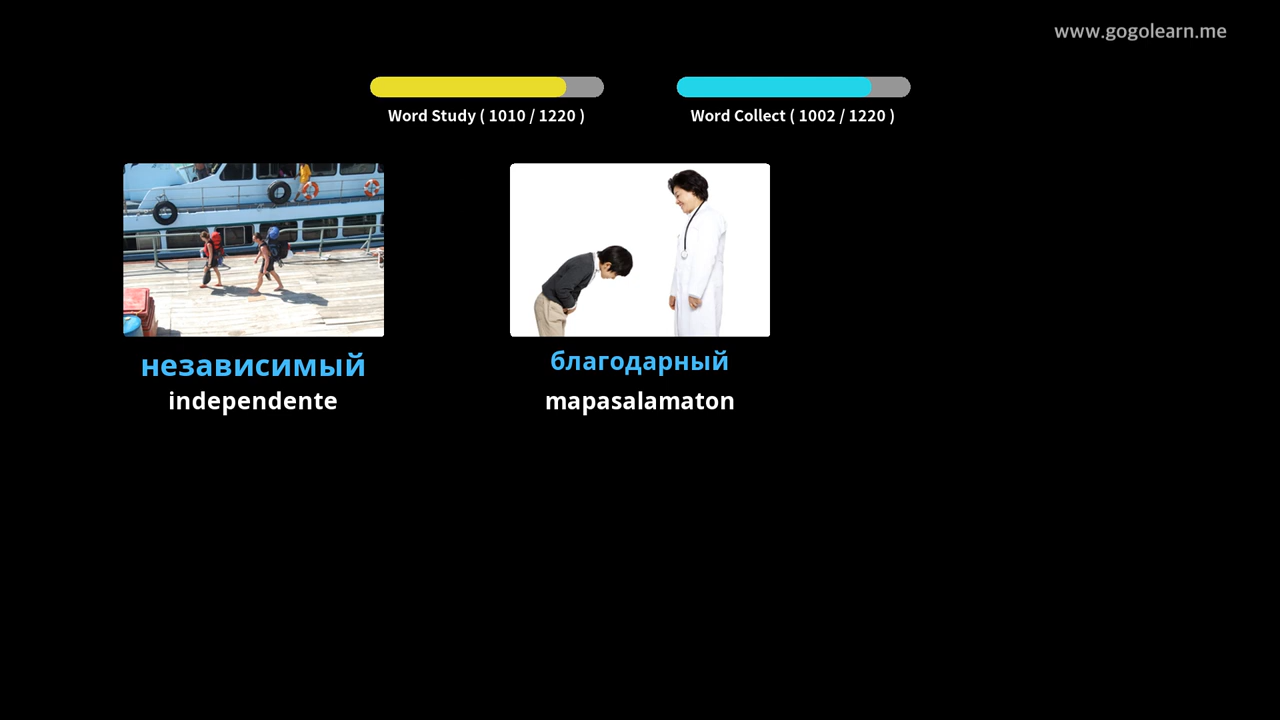 www.gogolearn.me
Word Study ( 1010 / 1220 )
Word Collect ( 1002 / 1220 )
независимый
independente
благодарный
mapasalamaton